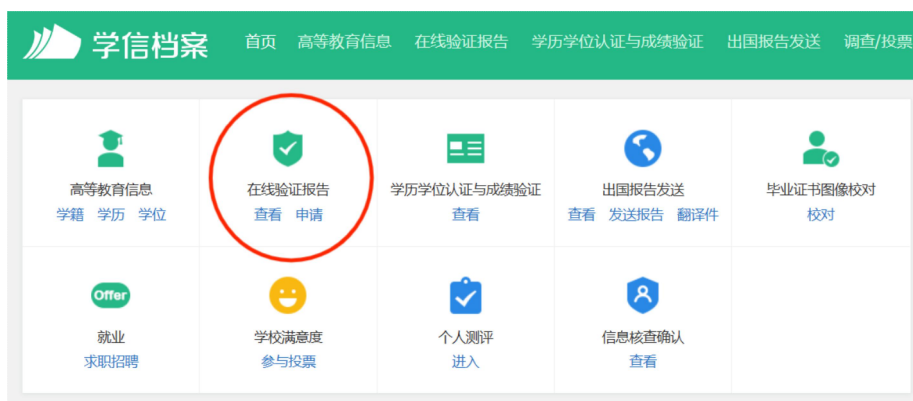 学信档案 首页 高等教育信息 在线验证报告 学历学位认证与成绩验证 出国报告发送 调查/投票
高等教育信息 在线验证报告 学历学位认证与成绩验证 出国报告发送 毕业证书图像校对
学籍 学历 学位 查看 申请 查看 查看 发送报告 翻译件 校对
Offer
就业 学校满意度 个人测评 信息核查确认
求职招聘 参与投票 进入 查看